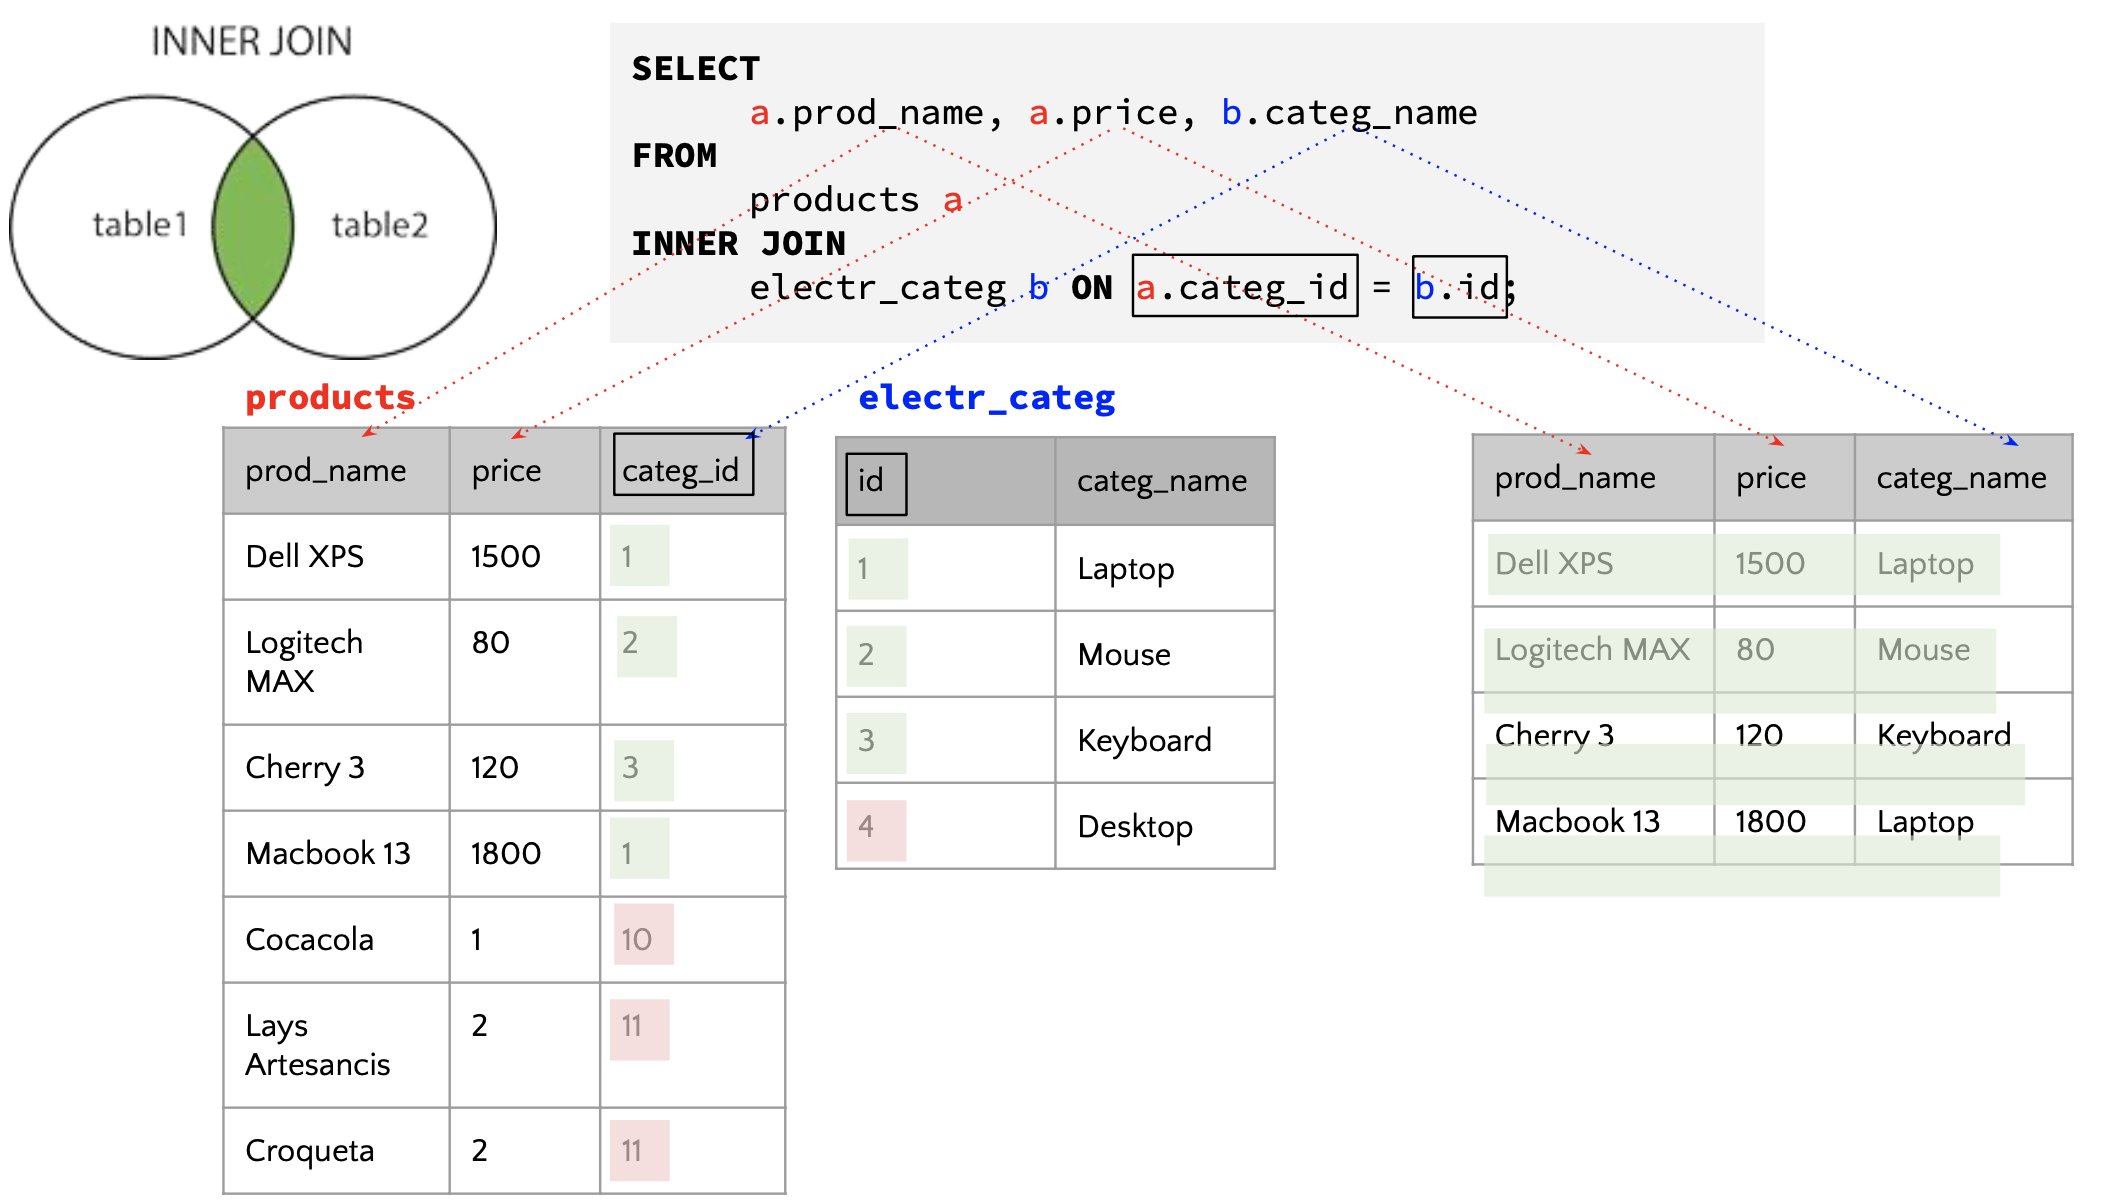 INNER JOIN
table1 table2
SELECT
a.prod_name, a.price, b.categ_name
FROM
products a
INNER JOIN
electr_categ b ON a.categ_id = b.id;
products
prod_name price categ_id
Dell XPS 1500 1
Logitech 80 2
MAX
Cherry 3 120 3
Macbook 13 1800 1
Cocacola 1 10
Lays 2 11
Artesancis
Croqueta 2 11
electr_categ
id categ_name
1 Laptop
2 Mouse
3 Keyboard
4 Desktop
prod_name price categ_name
Dell XPS 1500 Laptop
Logitech MAX 80 Mouse
Cherry 3 120 Keyboard
Macbook 13 1800 Laptop